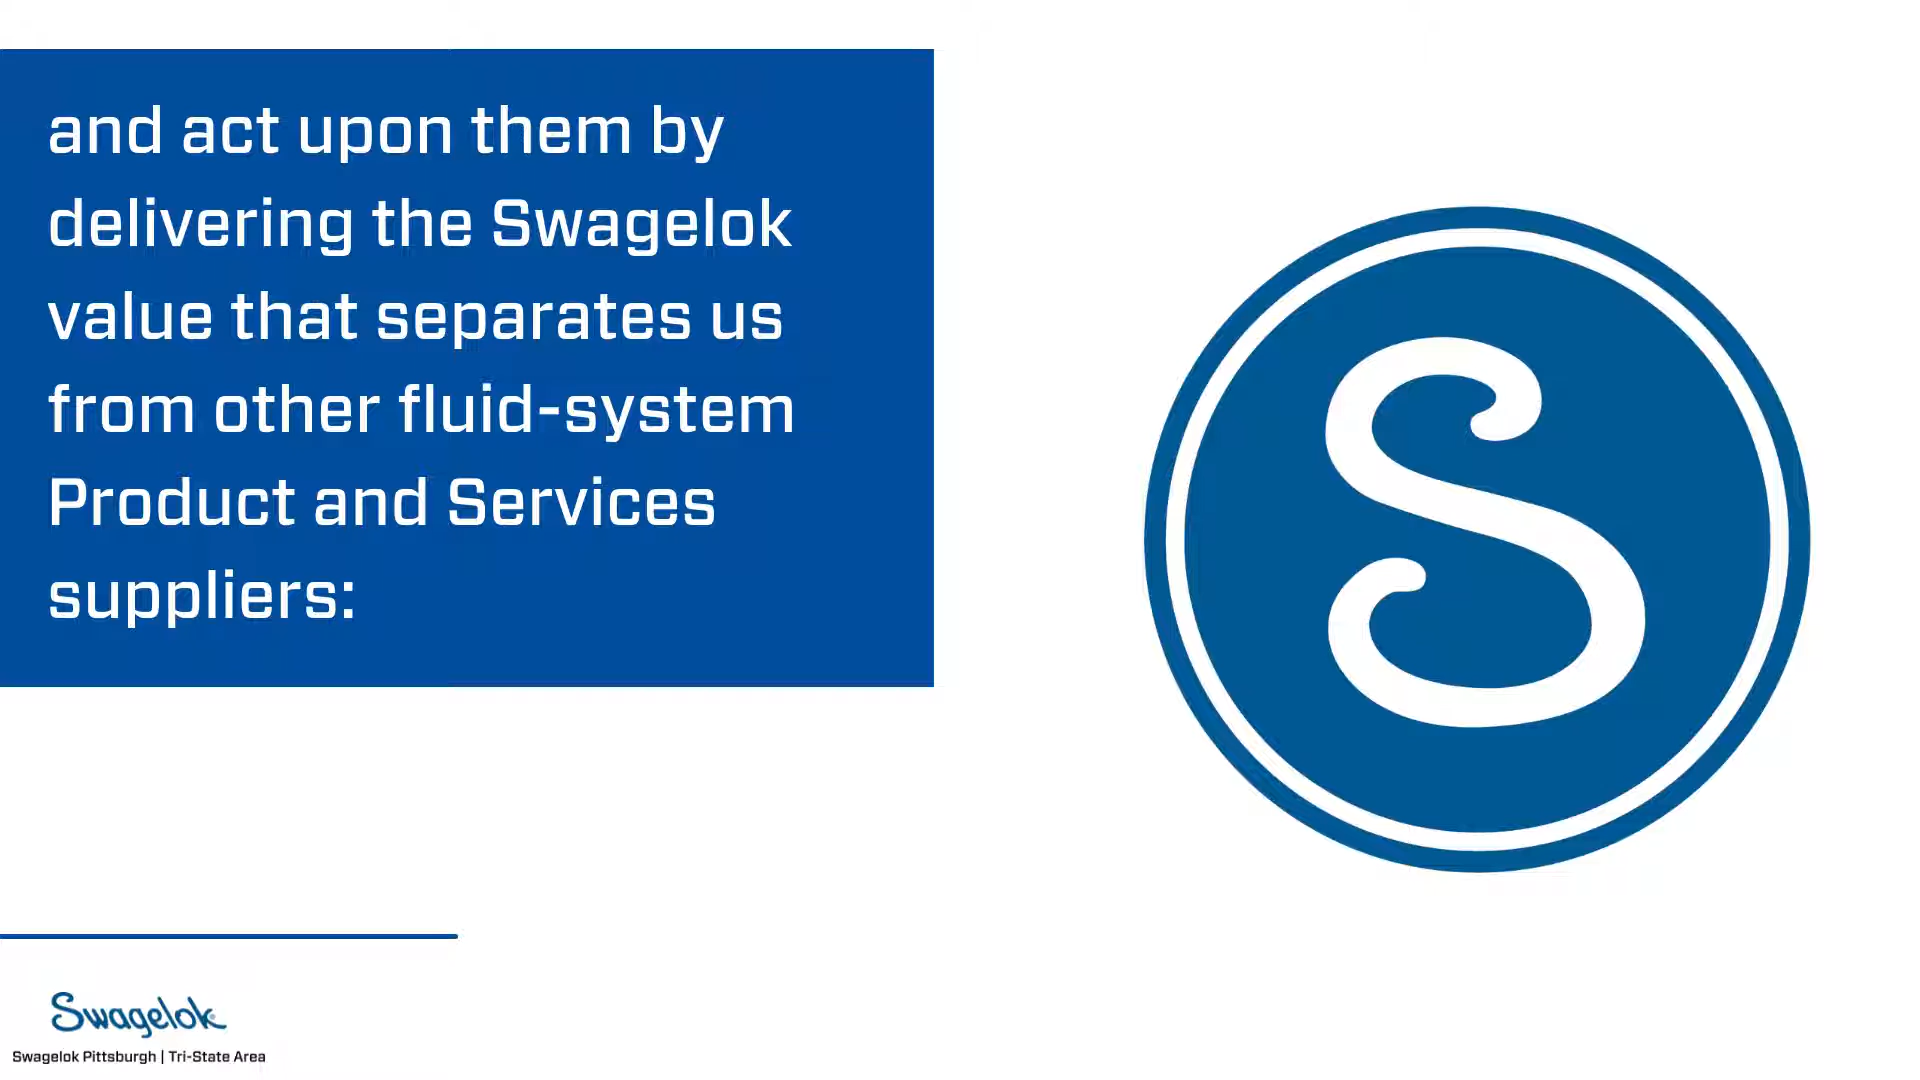 and act upon them by
delivering the Swagelok
value that separates us
from other fluid-system
Product and Services
suppliers:
S
Swagelok
Swagelok Pittsburgh | Tri-State Area